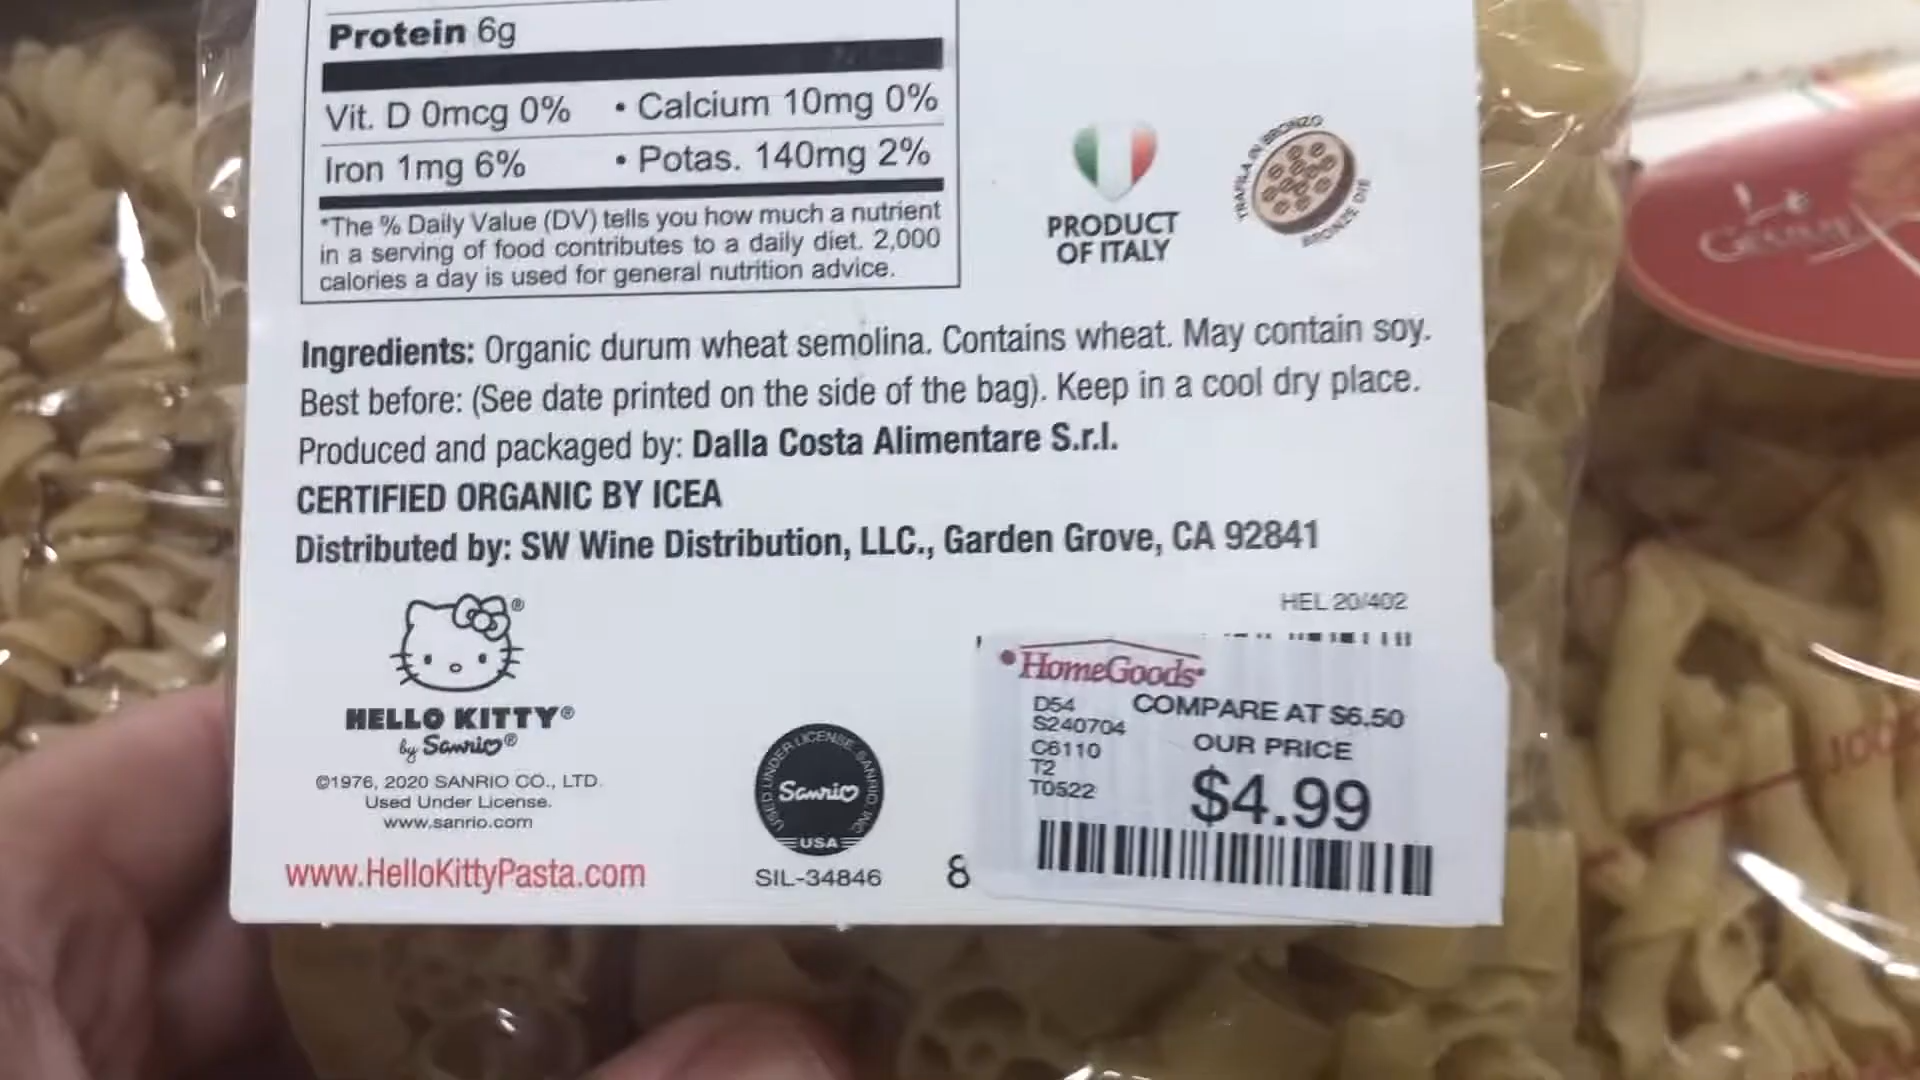 Protein 6g
Vit. D 0mcg 0% • Calcium 10mg 0%
Iron 1mg 6% • Potas. 140mg 2%
*The % Daily Value (DV) tells you how much a nutrient
in a serving of food contributes to a daily diet. 2,000
calories a day is used for general nutrition advice.
PRODUCT
OF ITALY
TRAFILA IN BRONZO
BRONZE DIE
Ingredients: Organic durum wheat semolina. Contains wheat. May contain soy.
Best before: (See date printed on the side of the bag). Keep in a cool dry place.
Produced and packaged by: Dalla Costa Alimentare S.r.l.
CERTIFIED ORGANIC BY ICEA
Distributed by: SW Wine Distribution, LLC., Garden Grove, CA 92841
HELLO KITTY®
by Sanrio®
©1976, 2020 SANRIO CO., LTD.
Used Under License.
www.sanrio.com
www.HelloKittyPasta.com
USED UNDER LICENSE, SANRIO, INC.
Sanrio
USA
SIL-34846
HEL 20/402
HomeGoods
D54
S240704
C6110
T2
T0522
COMPARE AT $6.50
OUR PRICE
$4.99
8